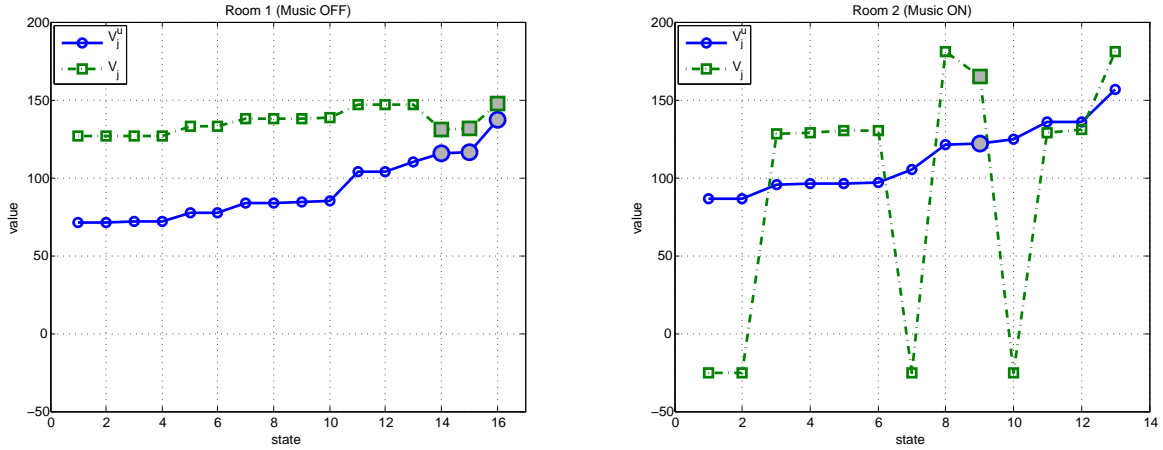 Room 1 (Music OFF)
200
150
100
50
0
−50
0 2 4 6 8 10 12 14 16
value
state
V_j^u
V_j
Room 2 (Music ON)
200
150
100
50
0
−50
0 2 4 6 8 10 12 14
value
state
V_j^u
V_j